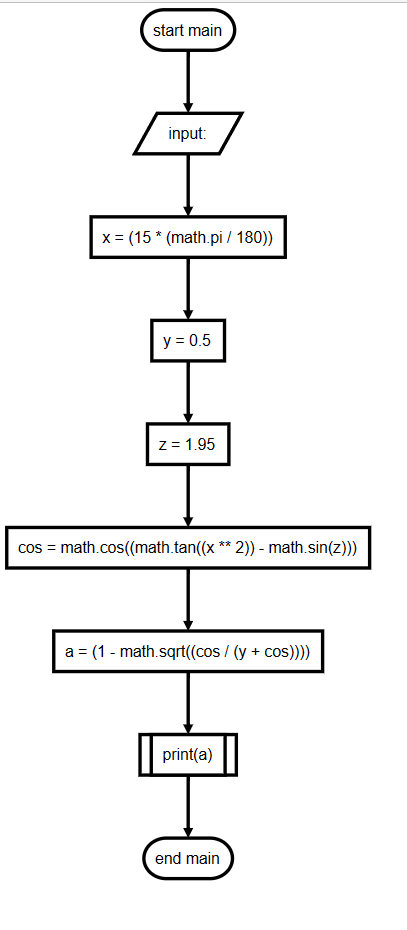 start main
input:
x = (15 * (math.pi / 180))
y = 0.5
z = 1.95
cos = math.cos((math.tan((x ** 2)) - math.sin(z)))
a = (1 - math.sqrt((cos / (y + cos))))
print(a)
end main